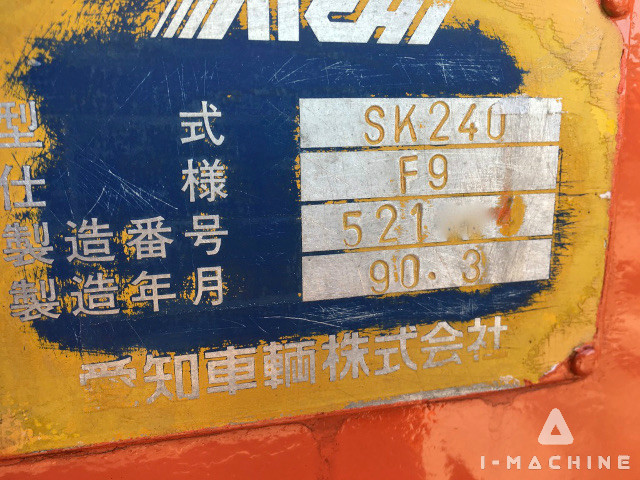 AICHI
型式 SK240
仕様 F9
製造番号 521
製造年月 90.3
愛知車輌株式会社
I-MACHINE